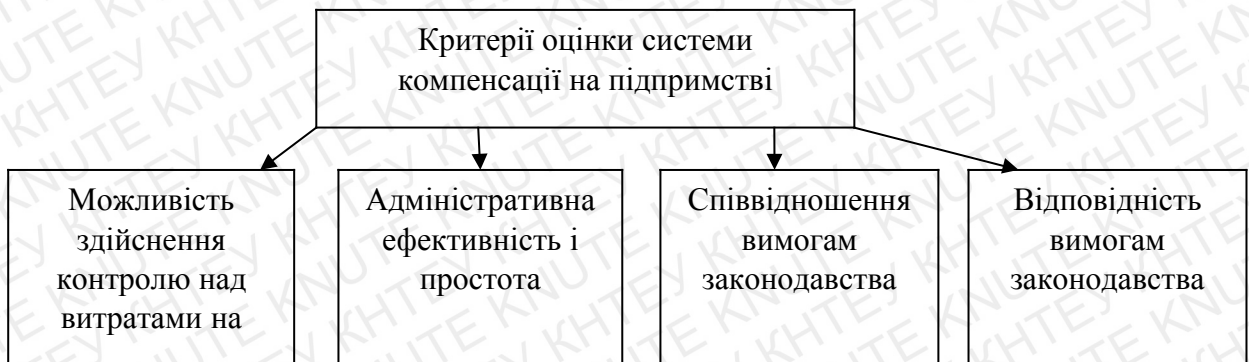 Критерії оцінки системи
компенсації на підпримстві
Можливість
здійснення
контролю над
витратами на
Адміністративна
ефективність і
простота
Співвідношення
вимогам
законодавства
Відповідність
вимогам
законодавства